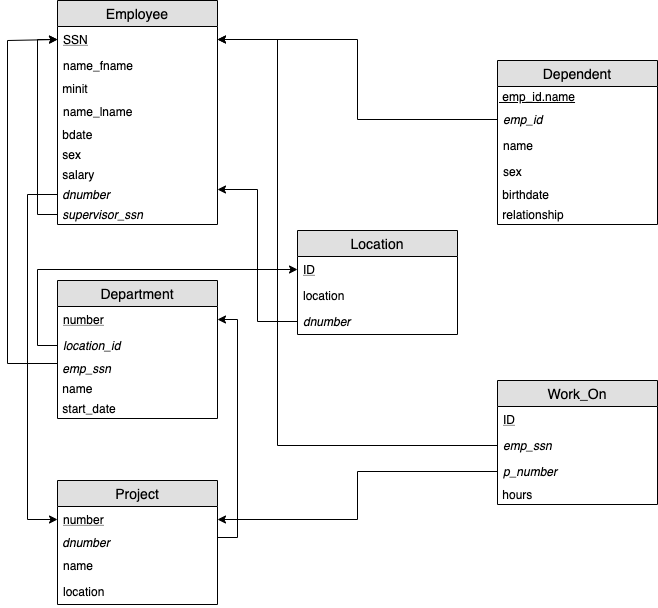 Employee
SSN
name_fname
minit
name_lname
bdate
sex
salary
dnumber
supervisor_ssn
Dependent
emp_id.name
emp_id
name
sex
birthdate
relationship
Location
ID
location
dnumber
Department
number
location_id
emp_ssn
name
start_date
Work_On
ID
emp_ssn
p_number
hours
Project
number
dnumber
name
location